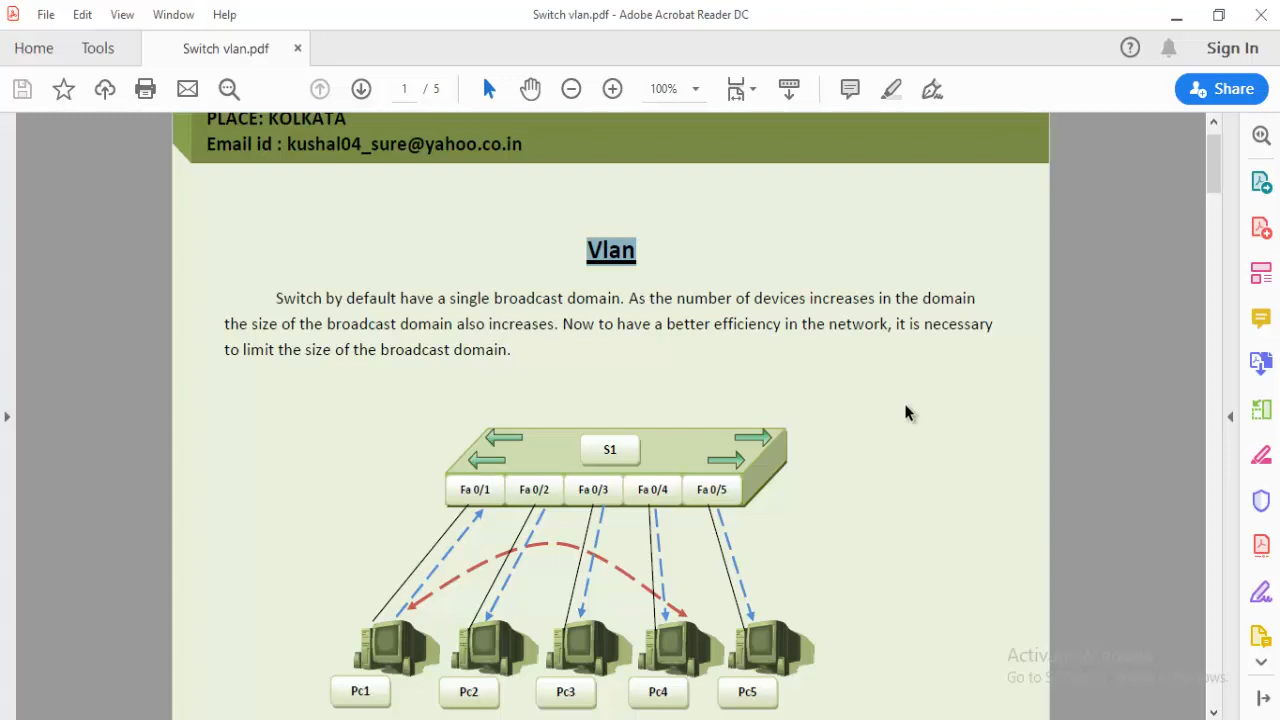 File Edit View Window Help
Switch vlan.pdf - Adobe Acrobat Reader DC
Home Tools Switch vlan.pdf × Sign In
1 / 5 100% Share
PLACE: KOLKATA
Email id : kushal04_sure@yahoo.co.in
Vlan
Switch by default have a single broadcast domain. As the number of devices increases in the domain
the size of the broadcast domain also increases. Now to have a better efficiency in the network, it is necessary
to limit the size of the broadcast domain.
S1
Fa 0/1 Fa 0/2 Fa 0/3 Fa 0/4 Fa 0/5
Pc1 Pc2 Pc3 Pc4 Pc5